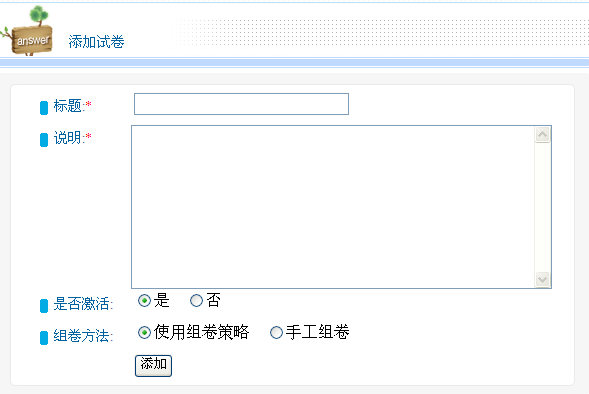 answer
添加试卷
标题:*
说明:*
是否激活: 是 否
组卷方法: 使用组卷策略 手工组卷
添加